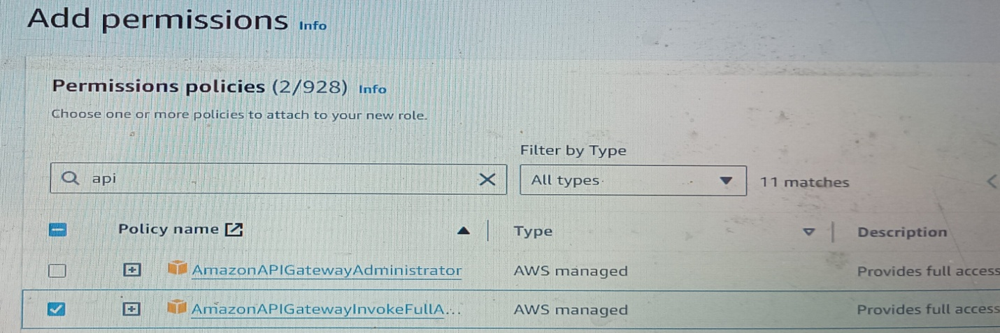 Add permissions Info
Permissions policies (2/928) Info
Choose one or more policies to attach to your new role.
Filter by Type
api
All types
11 matches
Policy name
Type
Description
AmazonAPIGatewayAdministrator
AWS managed
Provides full access
AmazonAPIGatewayInvokeFullA...
AWS managed
Provides full access